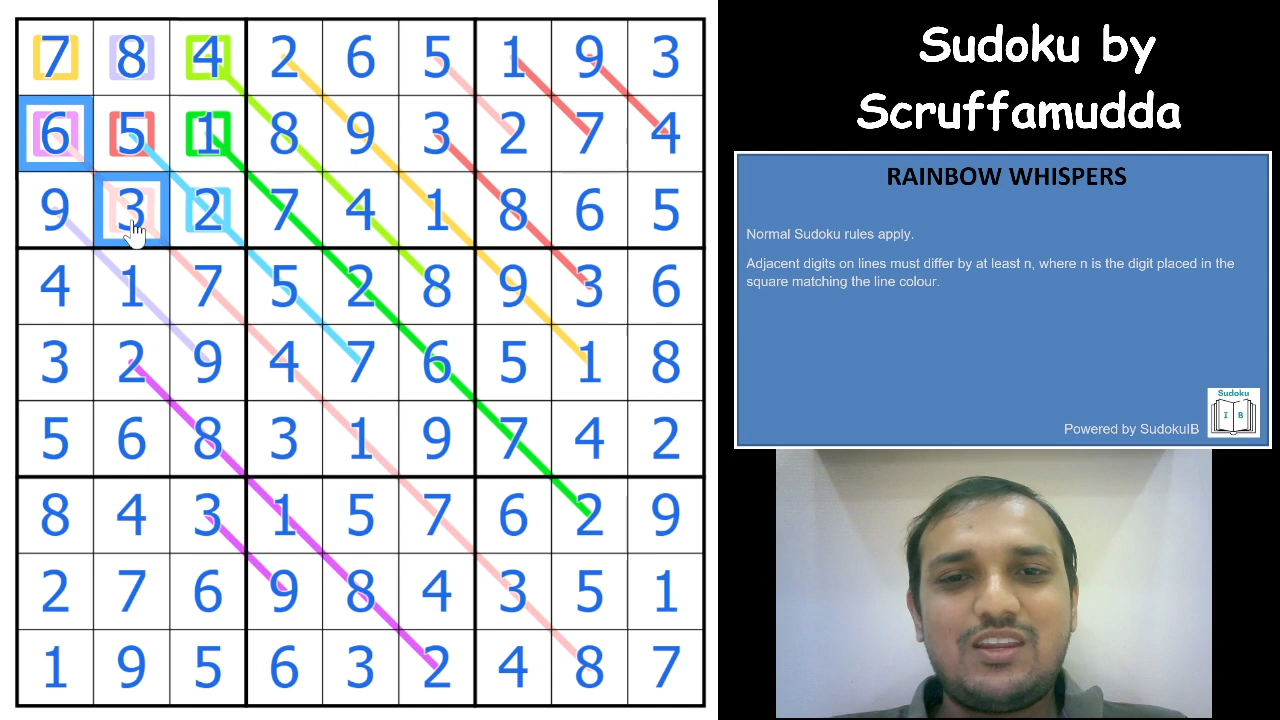 7 8 4 2 6 5 1 9 3
6 5 1 8 9 3 2 7 4
9 3 2 7 4 1 8 6 5
4 1 7 5 2 8 9 3 6
3 2 9 4 7 6 5 1 8
5 6 8 3 1 9 7 4 2
8 4 3 1 5 7 6 2 9
2 7 6 9 8 4 3 5 1
1 9 5 6 3 2 4 8 7
Sudoku by
Scruffamudda
RAINBOW WHISPERS
Normal Sudoku rules apply.
Adjacent digits on lines must differ by at least n, where n is the digit placed in the
square matching the line colour.
Powered by SudokuIB
Sudoku
I B